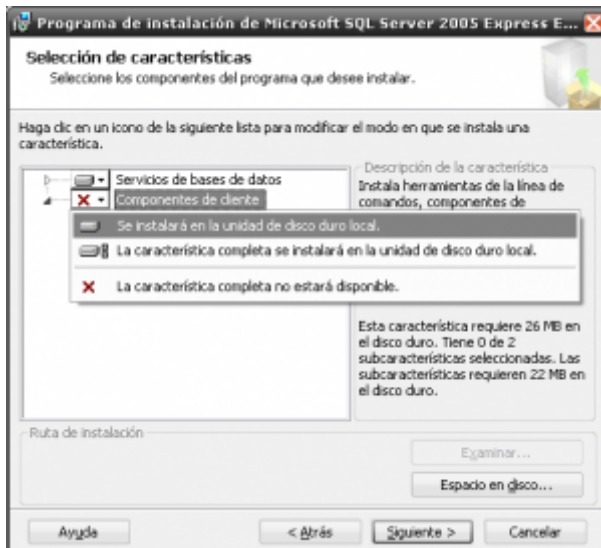 Programa de instalación de Microsoft SQL Server 2005 Express E...
Selección de características
Seleccione los componentes del programa que desee instalar.
Haga clic en un icono de la siguiente lista para modificar el modo en que se instala una
característica.
Servicios de bases de datos
Componentes de cliente
Descripción de la característica
Instala herramientas de la línea de
comandos, componentes de
Se instalará en la unidad de disco duro local.
La característica completa se instalará en la unidad de disco duro local.
La característica completa no estará disponible.
Esta característica requiere 26 MB en
el disco duro. Tiene 0 de 2
subcaracterísticas seleccionadas. Las
subcaracterísticas requieren 22 MB en
el disco duro.
Ruta de instalación
Examinar...
Espacio en disco...
Ayuda
< Atrás
Siguiente >
Cancelar